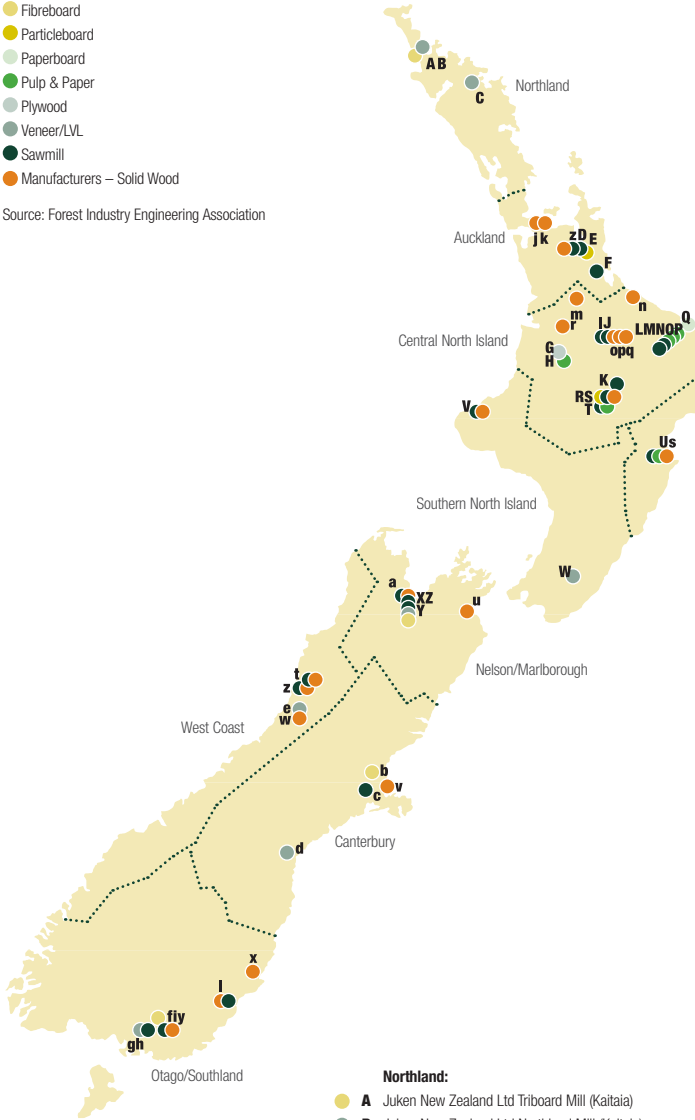 Fibreboard
Particleboard
Paperboard
Pulp & Paper
Plywood
Veneer/LVL
Sawmill
Manufacturers – Solid Wood
Source: Forest Industry Engineering Association
A B
Northland
C
Auckland
j k
z D E
F
n
m
r
Q
I J
L M N O P
Central North Island
G
o p q
H
K
R S
V
T
U s
Southern North Island
W
a
X Z
u
Y
Nelson/Marlborough
t
z
e
w
West Coast
b
v
c
Canterbury
d
x
l
f i y
g h
Otago/Southland
Northland:
A Juken New Zealand Ltd Triboard Mill (Kaitaia)